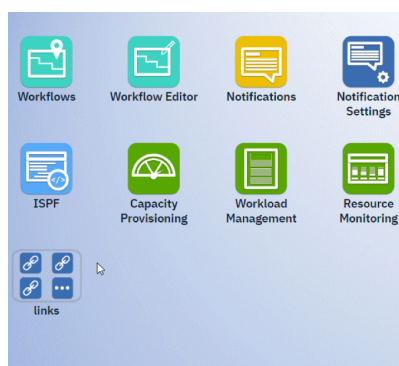 Workflows
Workflow Editor
Notifications
Notification
Settings
ISPF
Capacity
Provisioning
Workload
Management
Resource
Monitoring
links